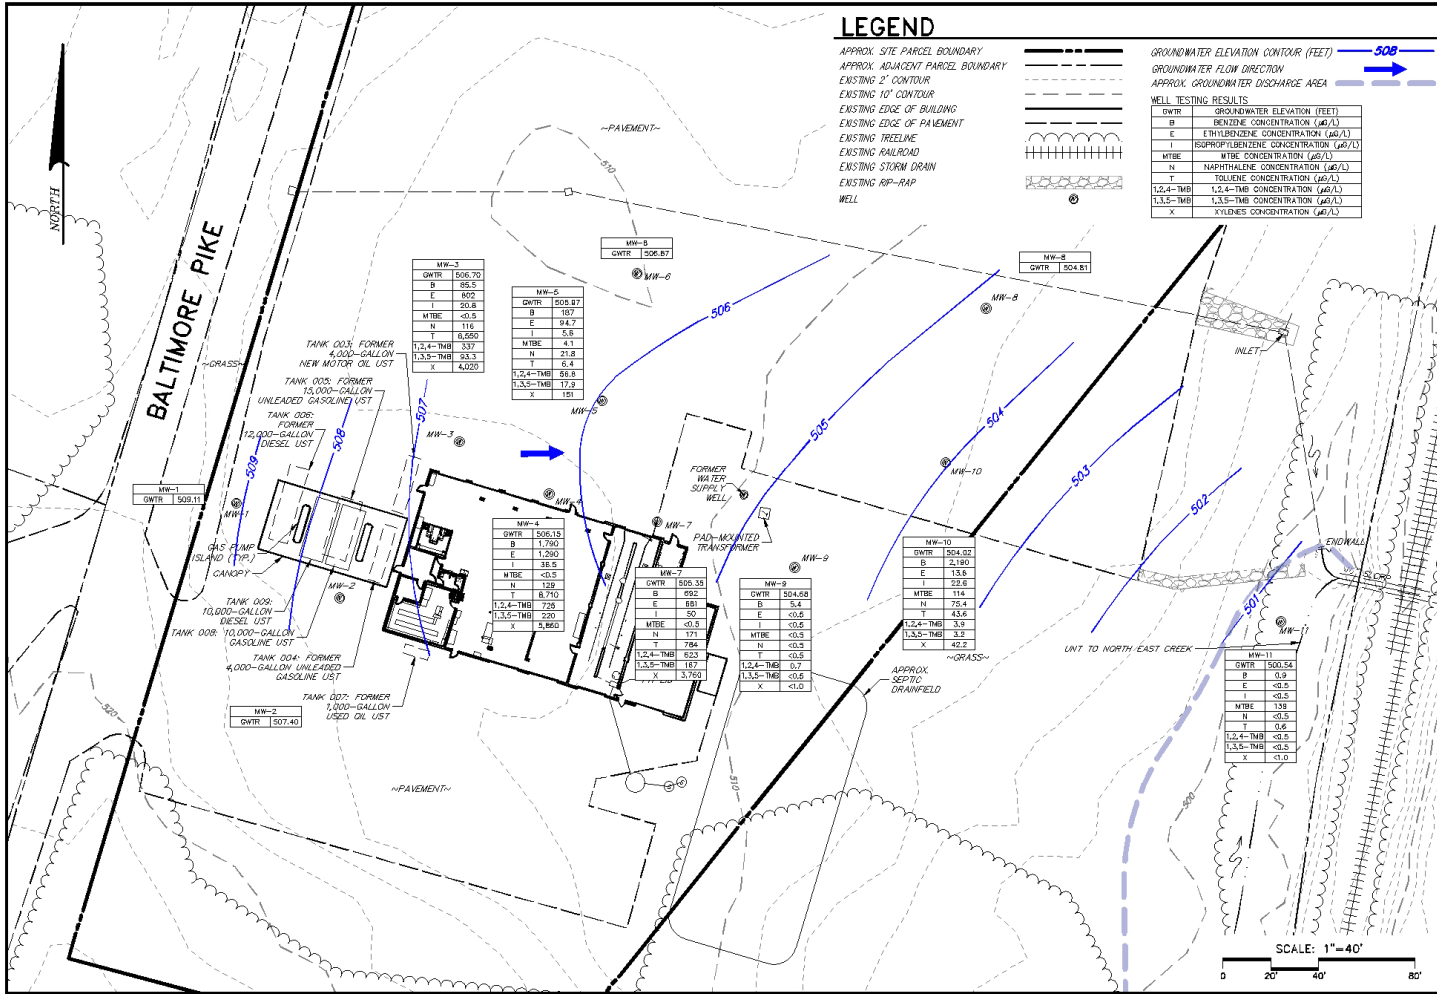 LEGEND
APPROX. SITE PARCEL BOUNDARY
APPROX. ADJACENT PARCEL BOUNDARY
EXISTING 2' CONTOUR
EXISTING 10' CONTOUR
EXISTING EDGE OF BUILDING
EXISTING EDGE OF PAVEMENT
EXISTING TREELINE
EXISTING RAILROAD
EXISTING STORM DRAIN
EXISTING RIP-RAP
WELL
GROUNDWATER ELEVATION CONTOUR (FEET)
508
GROUNDWATER FLOW DIRECTION
APPROX. GROUNDWATER DISCHARGE AREA
WELL TESTING RESULTS
GWTR GROUNDWATER ELEVATION (FEET)
B BENZENE CONCENTRATION (µG/L)
E ETHYLBENZENE CONCENTRATION (µG/L)
I ISOPROPYLBENZENE CONCENTRATION (µG/L)
MTBE MTBE CONCENTRATION (µG/L)
N NAPHTHALENE CONCENTRATION (µG/L)
T TOLUENE CONCENTRATION (µG/L)
1,2,4-TMB 1,2,4-TMB CONCENTRATION (µG/L)
1,3,5-TMB 1,3,5-TMB CONCENTRATION (µG/L)
X XYLENES CONCENTRATION (µG/L)
NORTH
BALTIMORE PIKE
~GRASS~
~PAVEMENT~
510
MW-6
GWTR 506.87
MW-6
MW-8
GWTR 504.81
MW-8
MW-3
GWTR 506.70
B 85.5
E 802
I 20.8
MTBE <0.5
N 116
T 6,550
1,2,4-TMB 337
1,3,5-TMB 93.3
X 4,020
MW-5
GWTR 505.87
B 187
E 94.7
I 5.8
MTBE 4.1
N 21.8
T 6.4
1,2,4-TMB 56.8
1,3,5-TMB 17.9
X 151
506
505
504
503
502
501
507
508
509
INLET
TANK 003: FORMER
4,000-GALLON
NEW MOTOR OIL UST
TANK 005: FORMER
15,000-GALLON
UNLEADED GASOLINE UST
TANK 006:
FORMER
12,000-GALLON
DIESEL UST
MW-5
MW-3
MW-4
MW-7
MW-10
MW-9
FORMER
WATER
SUPPLY
WELL
PAD-MOUNTED
TRANSFORMER
MW-1
GWTR 509.11
MW-1
GAS PUMP
ISLAND (TYP.)
CANOPY
MW-2
TANK 009:
10,000-GALLON
DIESEL UST
TANK 008: 10,000-GALLON
GASOLINE UST
TANK 004: FORMER
4,000-GALLON UNLEADED
GASOLINE UST
TANK 007: FORMER
1,000-GALLON
USED OIL UST
MW-2
GWTR 507.40
MW-4
GWTR 506.15
B 1,790
E 1,290
I 36.5
MTBE <0.5
N 129
T 8,710
1,2,4-TMB 726
1,3,5-TMB 220
X 5,860
MW-7
GWTR 505.35
B 692
E 661
I 50
MTBE <0.5
N 171
T 784
1,2,4-TMB 623
1,3,5-TMB 167
X 3,760
MW-9
GWTR 504.68
B 5.4
E <0.5
I <0.5
MTBE <0.5
N <0.5
T <0.5
1,2,4-TMB 0.7
1,3,5-TMB <0.5
X <1.0
MW-10
GWTR 504.02
B 2,190
E 13.6
I 22.6
MTBE 114
N 75.4
T 43.6
1,2,4-TMB 3.9
1,3,5-TMB 3.2
X 42.2
~GRASS~
APPROX.
SEPTIC
DRAINFIELD
ENDWALL
SLOPE
MW-11
UNT TO NORTH EAST CREEK
MW-11
GWTR 500.54
B 0.9
E <0.5
I <0.5
MTBE 138
N <0.5
T 0.6
1,2,4-TMB <0.5
1,3,5-TMB <0.5
X <1.0
520
~PAVEMENT~
510
500
SCALE: 1"=40'
0 20' 40' 80'